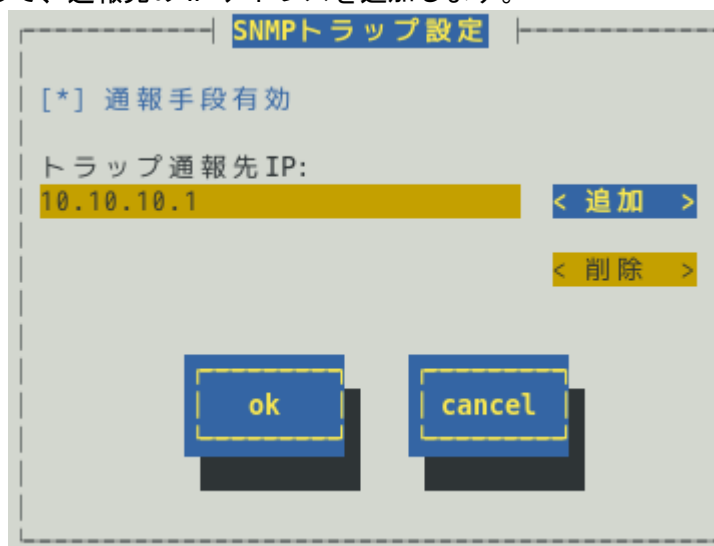 SNMPトラップ設定
[*] 通報手段有効
トラップ通報先IP:
10.10.10.1
< 追加 >
< 削除 >
ok
cancel